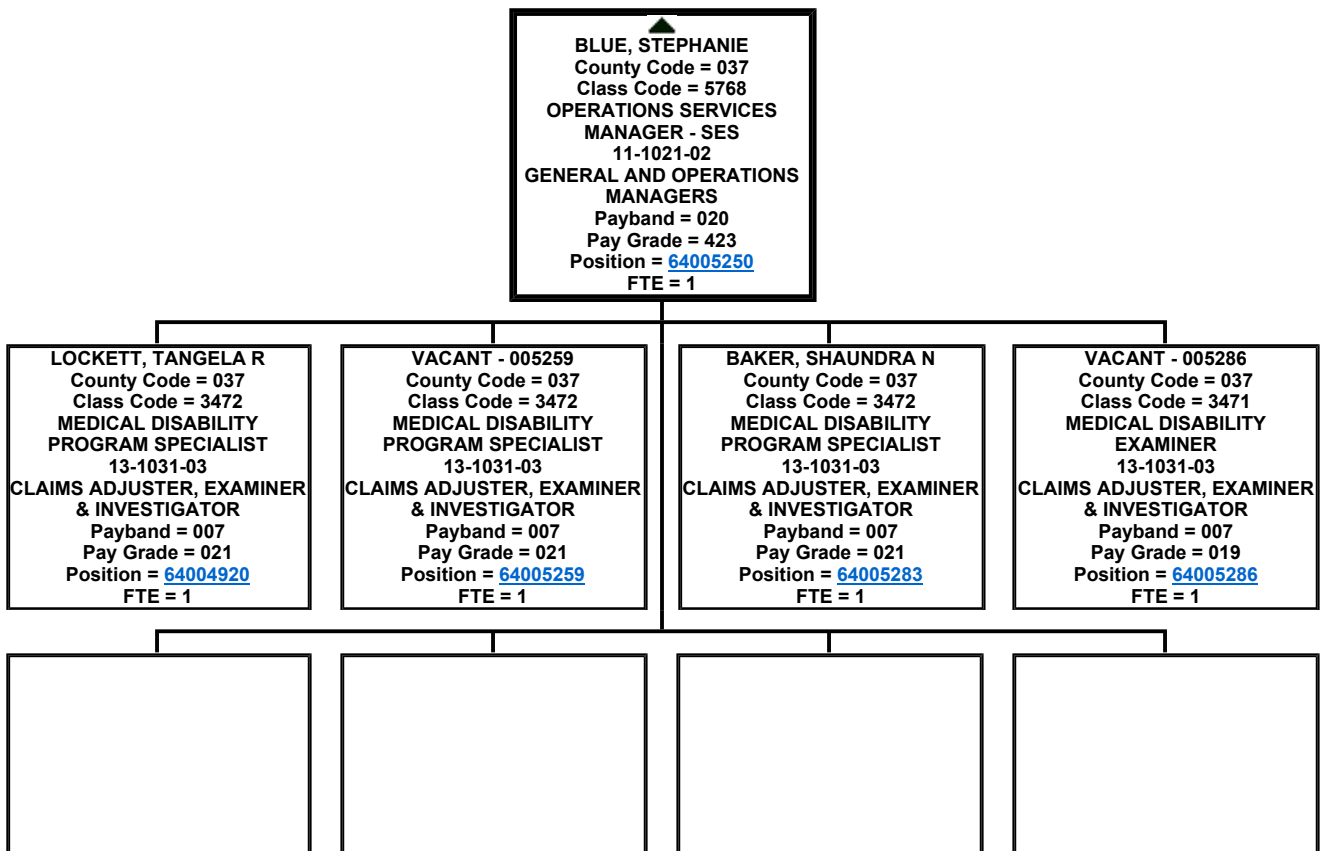 BLUE, STEPHANIE
County Code = 037
Class Code = 5768
OPERATIONS SERVICES
MANAGER - SES
11-1021-02
GENERAL AND OPERATIONS
MANAGERS
Payband = 020
Pay Grade = 423
Position = 64005250
FTE = 1
LOCKETT, TANGELA R
County Code = 037
Class Code = 3472
MEDICAL DISABILITY
PROGRAM SPECIALIST
13-1031-03
CLAIMS ADJUSTER, EXAMINER
& INVESTIGATOR
Payband = 007
Pay Grade = 021
Position = 64004920
FTE = 1
VACANT - 005259
County Code = 037
Class Code = 3472
MEDICAL DISABILITY
PROGRAM SPECIALIST
13-1031-03
CLAIMS ADJUSTER, EXAMINER
& INVESTIGATOR
Payband = 007
Pay Grade = 021
Position = 64005259
FTE = 1
BAKER, SHAUNDRA N
County Code = 037
Class Code = 3472
MEDICAL DISABILITY
PROGRAM SPECIALIST
13-1031-03
CLAIMS ADJUSTER, EXAMINER
& INVESTIGATOR
Payband = 007
Pay Grade = 021
Position = 64005283
FTE = 1
VACANT - 005286
County Code = 037
Class Code = 3471
MEDICAL DISABILITY
EXAMINER
13-1031-03
CLAIMS ADJUSTER, EXAMINER
& INVESTIGATOR
Payband = 007
Pay Grade = 019
Position = 64005286
FTE = 1